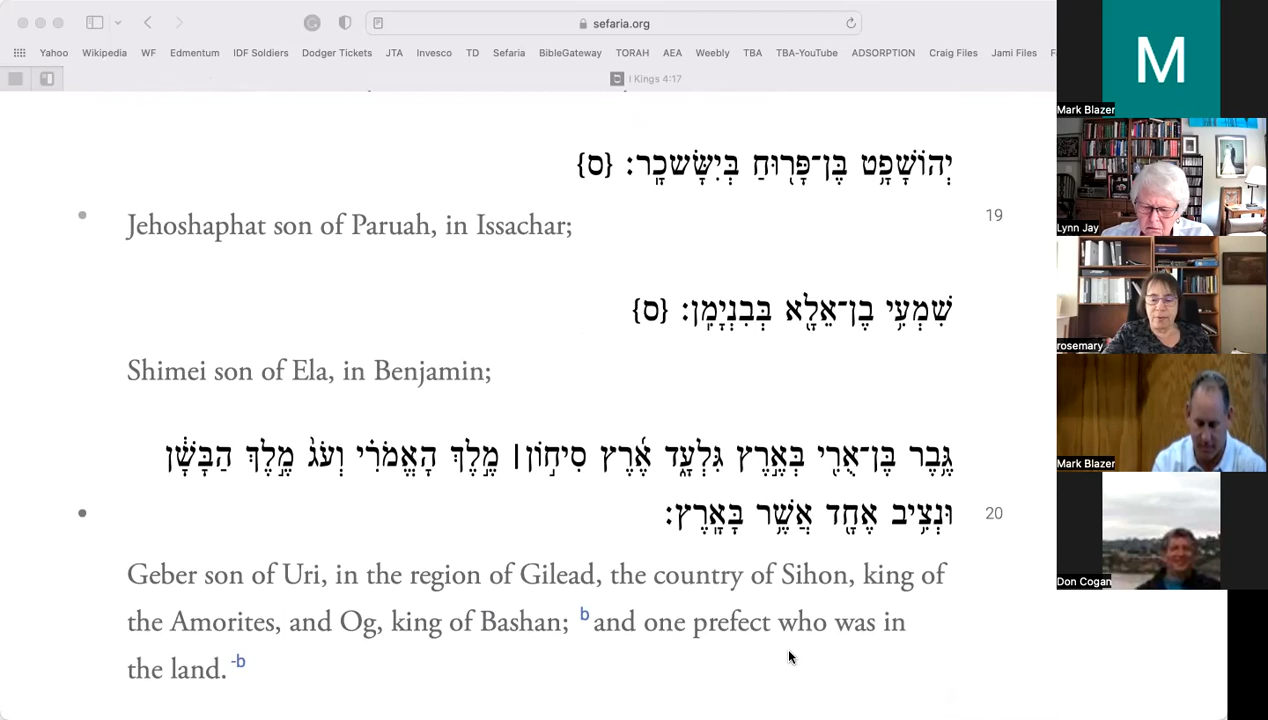 sefaria.org
Yahoo Wikipedia WF Edmentum IDF Soldiers Dodger Tickets JTA Invesco TD Sefaria BibleGateway TORAH AEA Weebly TBA TBA-YouTube ADSORPTION Craig Files Jami Files
I Kings 4:17
יְהוֹשָׁפָ֥ט בֶּן־פָּר֖וּחַ בְּיִשָּׂשכָֽר׃ {ס}
19
Jehoshaphat son of Paruah, in Issachar;
שִׁמְעִ֥י בֶן־אֵלָ֖א בְּבִנְיָמִֽן׃ {ס}
Shimei son of Ela, in Benjamin;
גֶּ֥בֶר בֶּן־אֻרִ֖י בְּאֶ֣רֶץ גִּלְעָ֑ד אֶ֜רֶץ סִיח֣וֹן ׀ מֶ֣לֶךְ הָאֱמֹרִ֗י וְעֹג֙ מֶ֣לֶךְ הַבָּשָׁ֔ן
וּנְצִ֥יב אֶחָ֖ד אֲשֶׁ֥ר בָּאָֽרֶץ׃
20
Geber son of Uri, in the region of Gilead, the country of Sihon, king of
the Amorites, and Og, king of Bashan; b and one prefect who was in
the land. -b
M
Mark Blazer
Lynn Jay
rosemary
Mark Blazer
Don Cogan